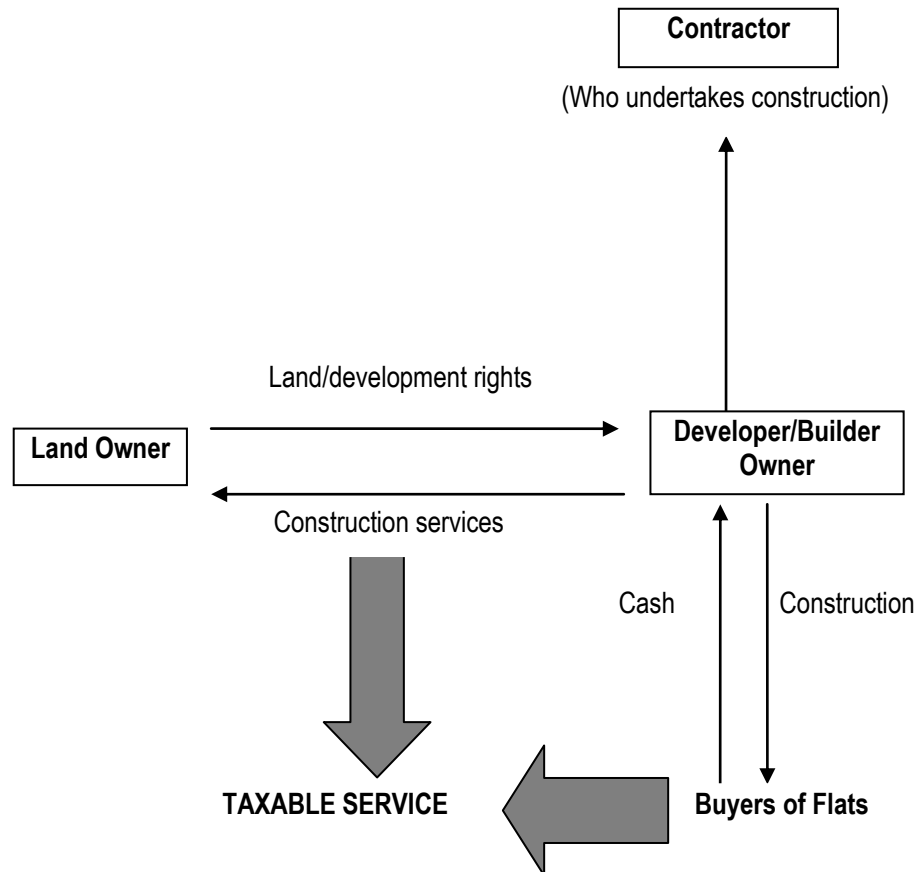 Contractor
(Who undertakes construction)
Land/development rights
Land Owner
Developer/Builder
Owner
Construction services
Cash
Construction
TAXABLE SERVICE
Buyers of Flats